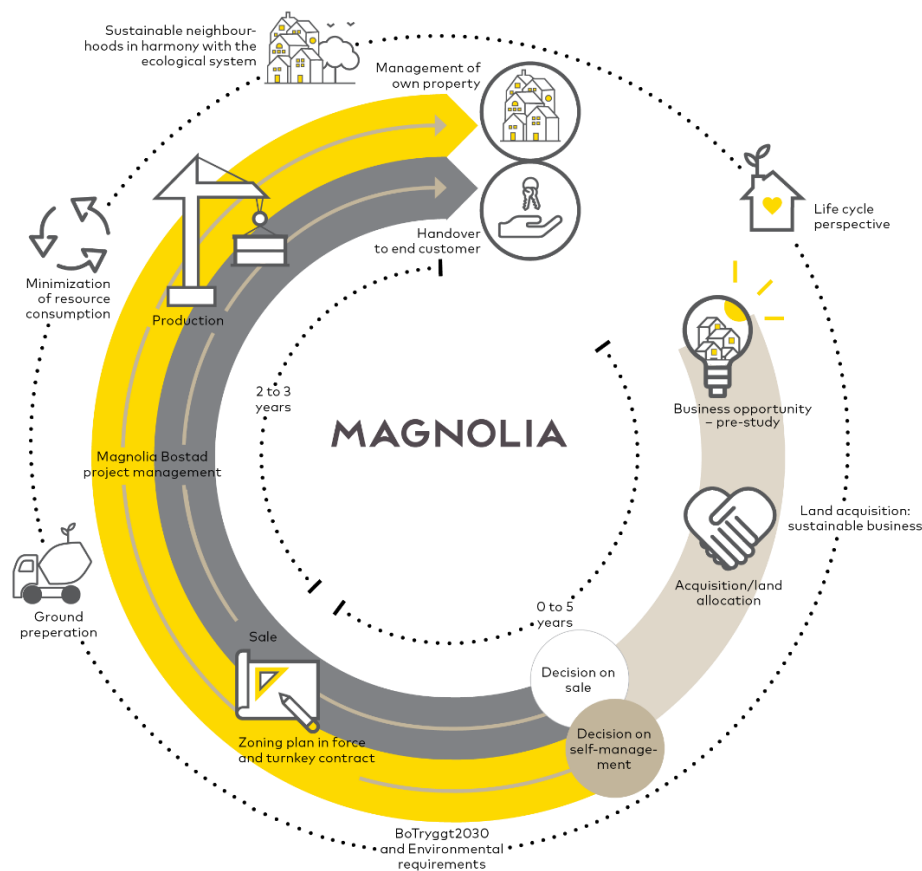 Sustainable neighbour-
hoods in harmony with the
ecological system
Management of
own property
Handover
to end customer
Life cycle
perspective
Minimization
of resource
consumption
Production
2 to 3
years
MAGNOLIA
Business opportunity
– pre-study
Magnolia Bostad
project management
Land acquisition:
sustainable business
Acquisition/land
allocation
Ground
preperation
0 to 5
years
Sale
Decision on
sale
Zoning plan in force
and turnkey contract
Decision on
self-manage-
ment
BoTryggt2030
and Environmental
requirements